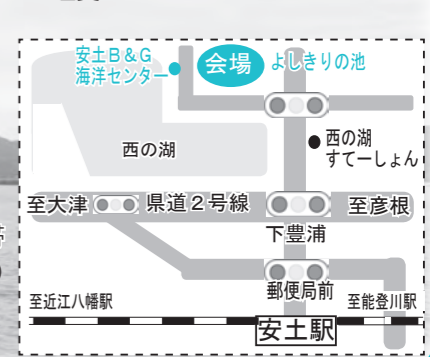 安土Ｂ＆Ｇ
海洋センター
会場
よしきりの池
西の湖
西の湖
すてーしょん
至大津
県道２号線
至彦根
下豊浦
郵便局前
至近江八幡駅
至能登川駅
安土駅